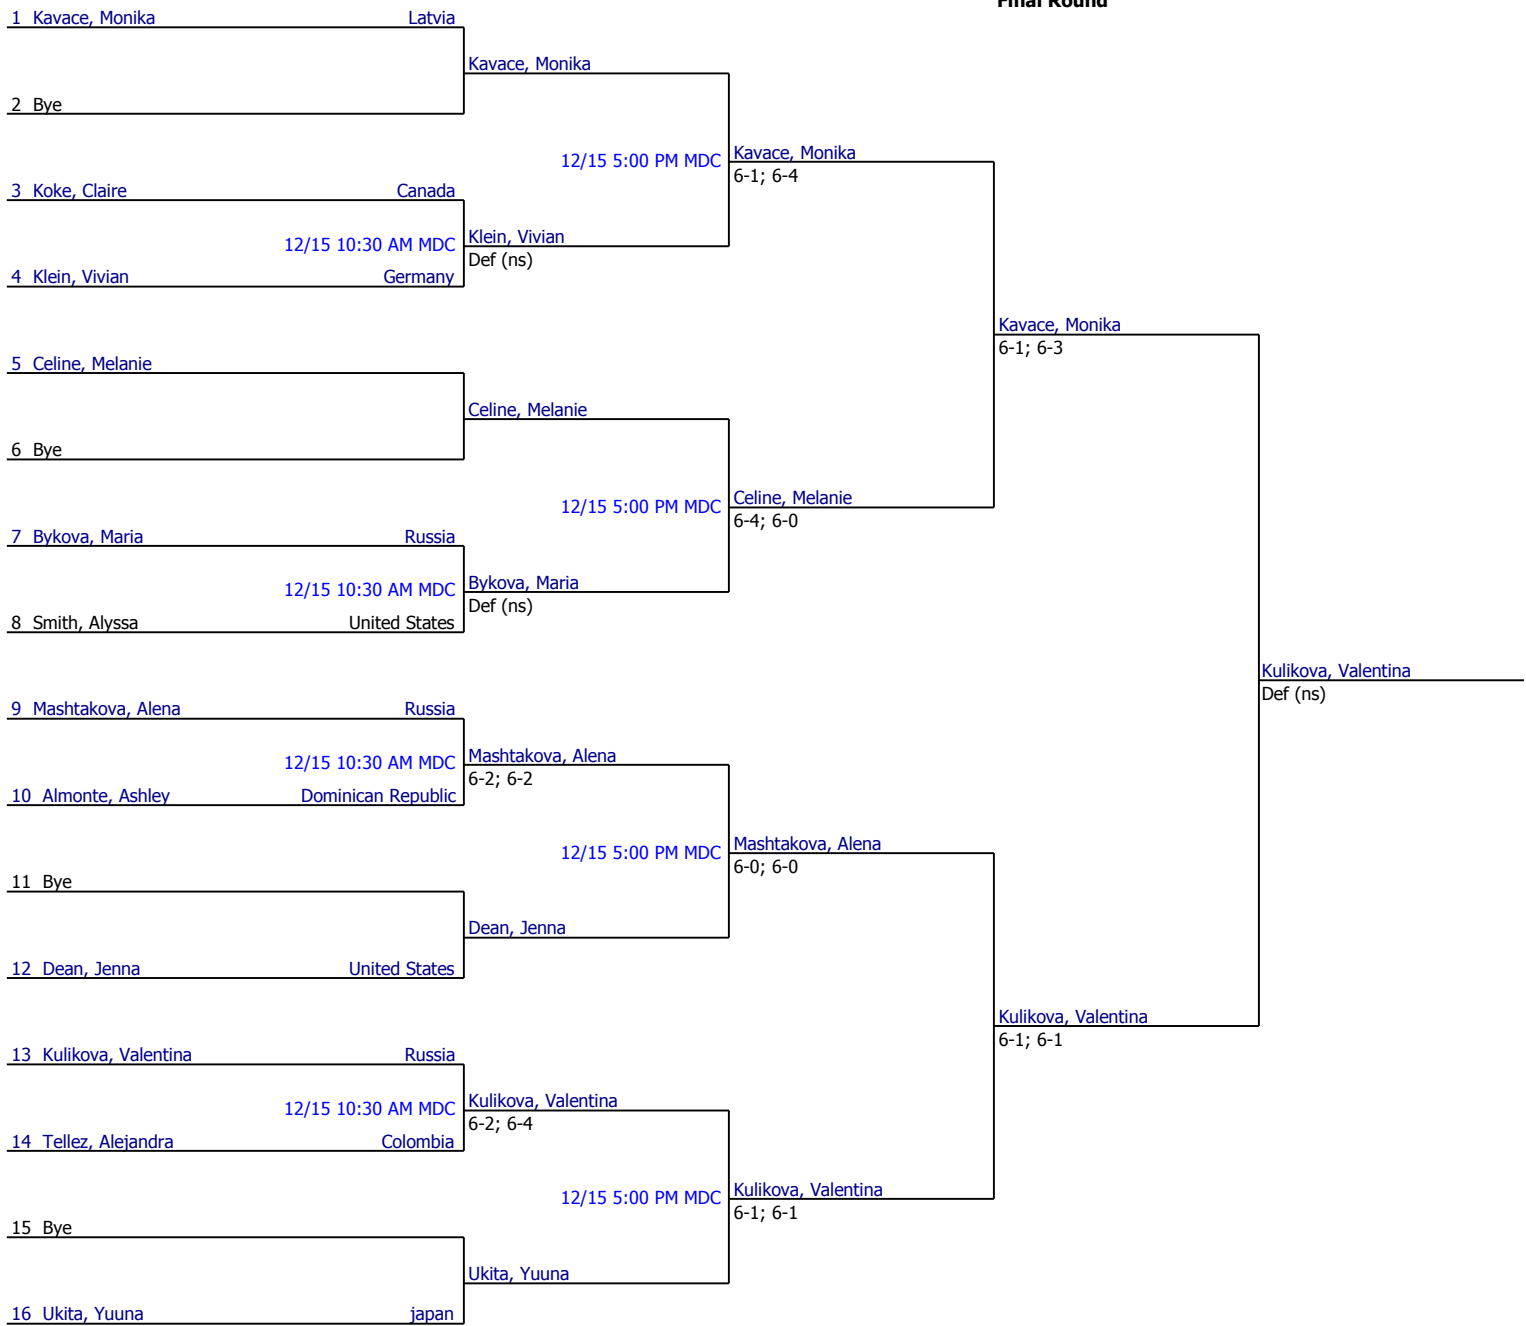 Final Round
1 Kavace, Monika Latvia
Kavace, Monika
2 Bye
12/15 5:00 PM MDC Kavace, Monika
6-1; 6-4
3 Koke, Claire Canada
12/15 10:30 AM MDC Klein, Vivian
Def (ns)
4 Klein, Vivian Germany
Kavace, Monika
6-1; 6-3
5 Celine, Melanie
Celine, Melanie
6 Bye
12/15 5:00 PM MDC Celine, Melanie
6-4; 6-0
7 Bykova, Maria Russia
12/15 10:30 AM MDC Bykova, Maria
Def (ns)
8 Smith, Alyssa United States
Kulikova, Valentina
Def (ns)
9 Mashtakova, Alena Russia
12/15 10:30 AM MDC Mashtakova, Alena
6-2; 6-2
10 Almonte, Ashley Dominican Republic
12/15 5:00 PM MDC Mashtakova, Alena
6-0; 6-0
11 Bye
Dean, Jenna
12 Dean, Jenna United States
Kulikova, Valentina
6-1; 6-1
13 Kulikova, Valentina Russia
12/15 10:30 AM MDC Kulikova, Valentina
6-2; 6-4
14 Tellez, Alejandra Colombia
12/15 5:00 PM MDC Kulikova, Valentina
6-1; 6-1
15 Bye
Ukita, Yuuna
16 Ukita, Yuuna japan